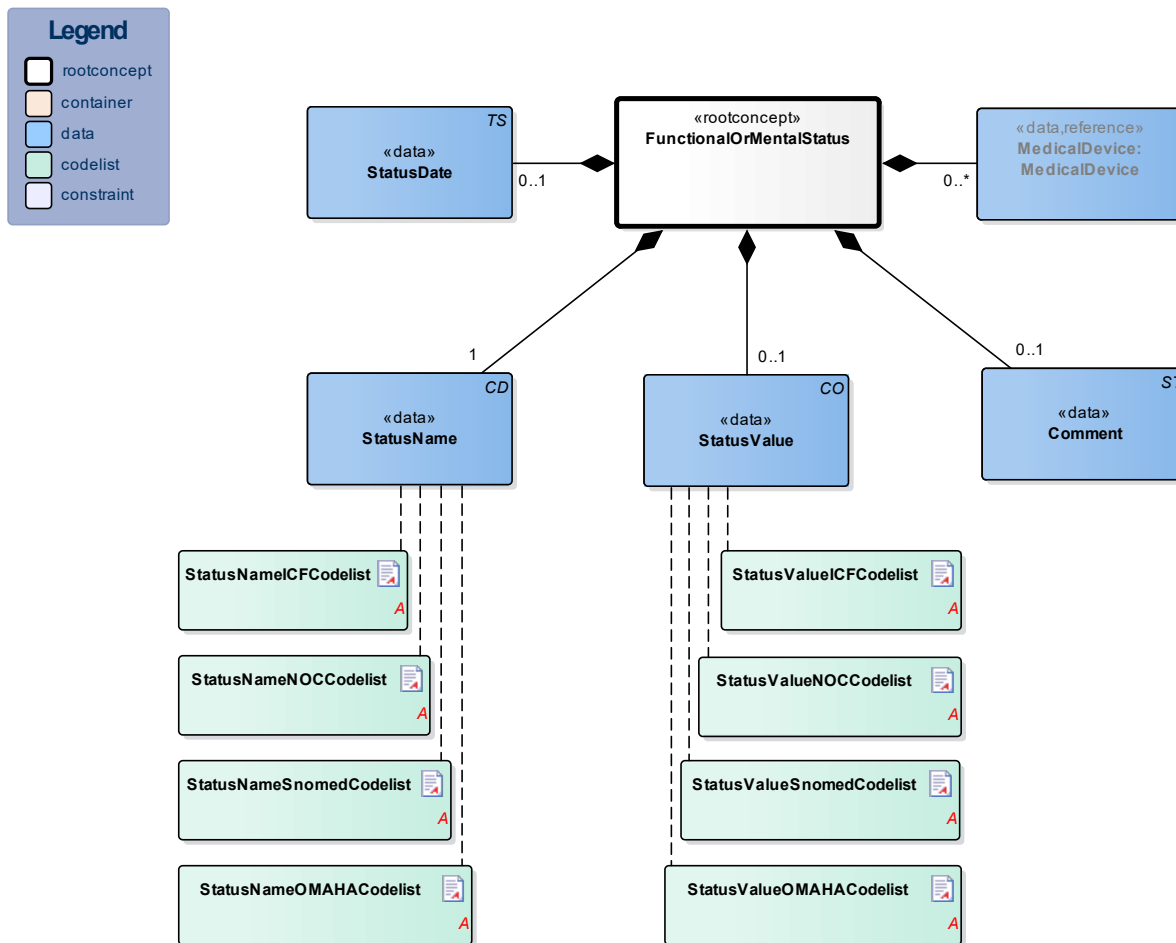 Legend
rootconcept
container
data
codelist
constraint
TS
«data»
StatusDate
0..1
«rootconcept»
FunctionalOrMentalStatus
0..*
«data,reference»
MedicalDevice:
MedicalDevice
1
0..1
0..1
CD
«data»
StatusName
CO
«data»
StatusValue
ST
«data»
Comment
StatusNameICFCodelist
A
StatusValueICFCodelist
A
StatusNameNOCCodelist
A
StatusValueNOCCodelist
A
StatusNameSnomedCodelist
A
StatusValueSnomedCodelist
A
StatusNameOMAHACodelist
A
StatusValueOMAHACodelist
A